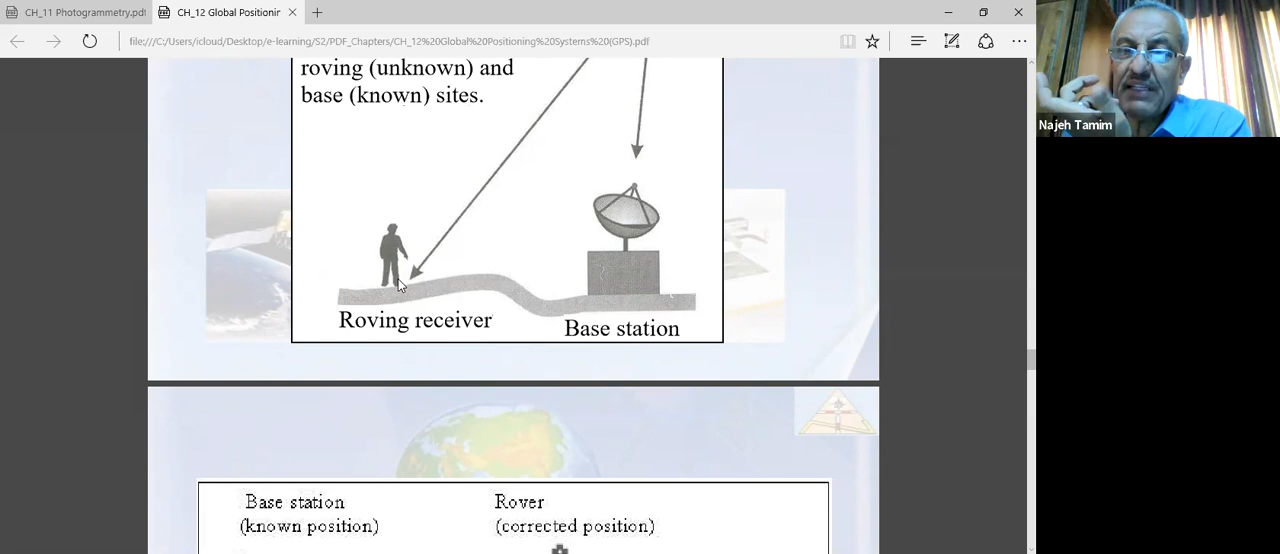 CH_11 Photogrammetry.pdf
CH_12 Global Positionin
file:///C:/Users/icloud/Desktop/e-learning/S2/PDF_Chapters/CH_12%20Global%20Positioning%20Systems%20(GPS).pdf
Najeh Tamim
roving (unknown) and
base (known) sites.
Roving receiver
Base station
Base station
Rover
(known position)
(corrected position)